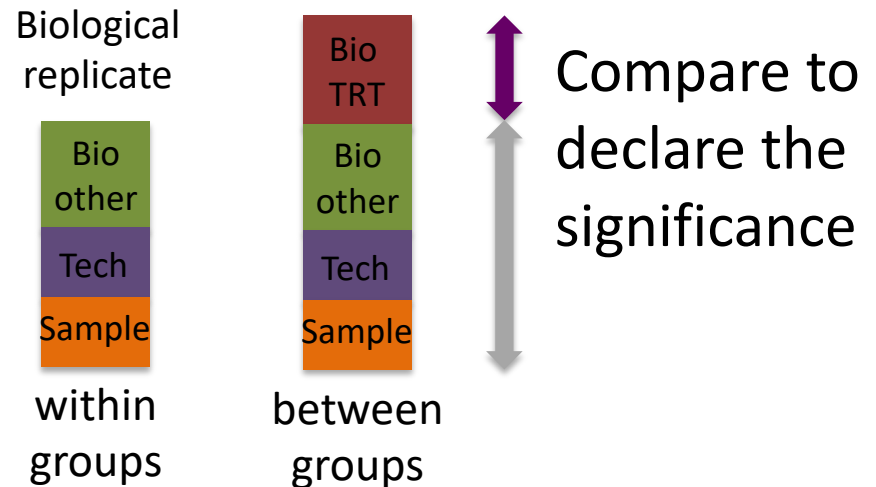 Biological
replicate
Bio
other
Tech
Sample
within
groups
Bio
TRT
Bio
other
Tech
Sample
between
groups
Compare to
declare the
significance